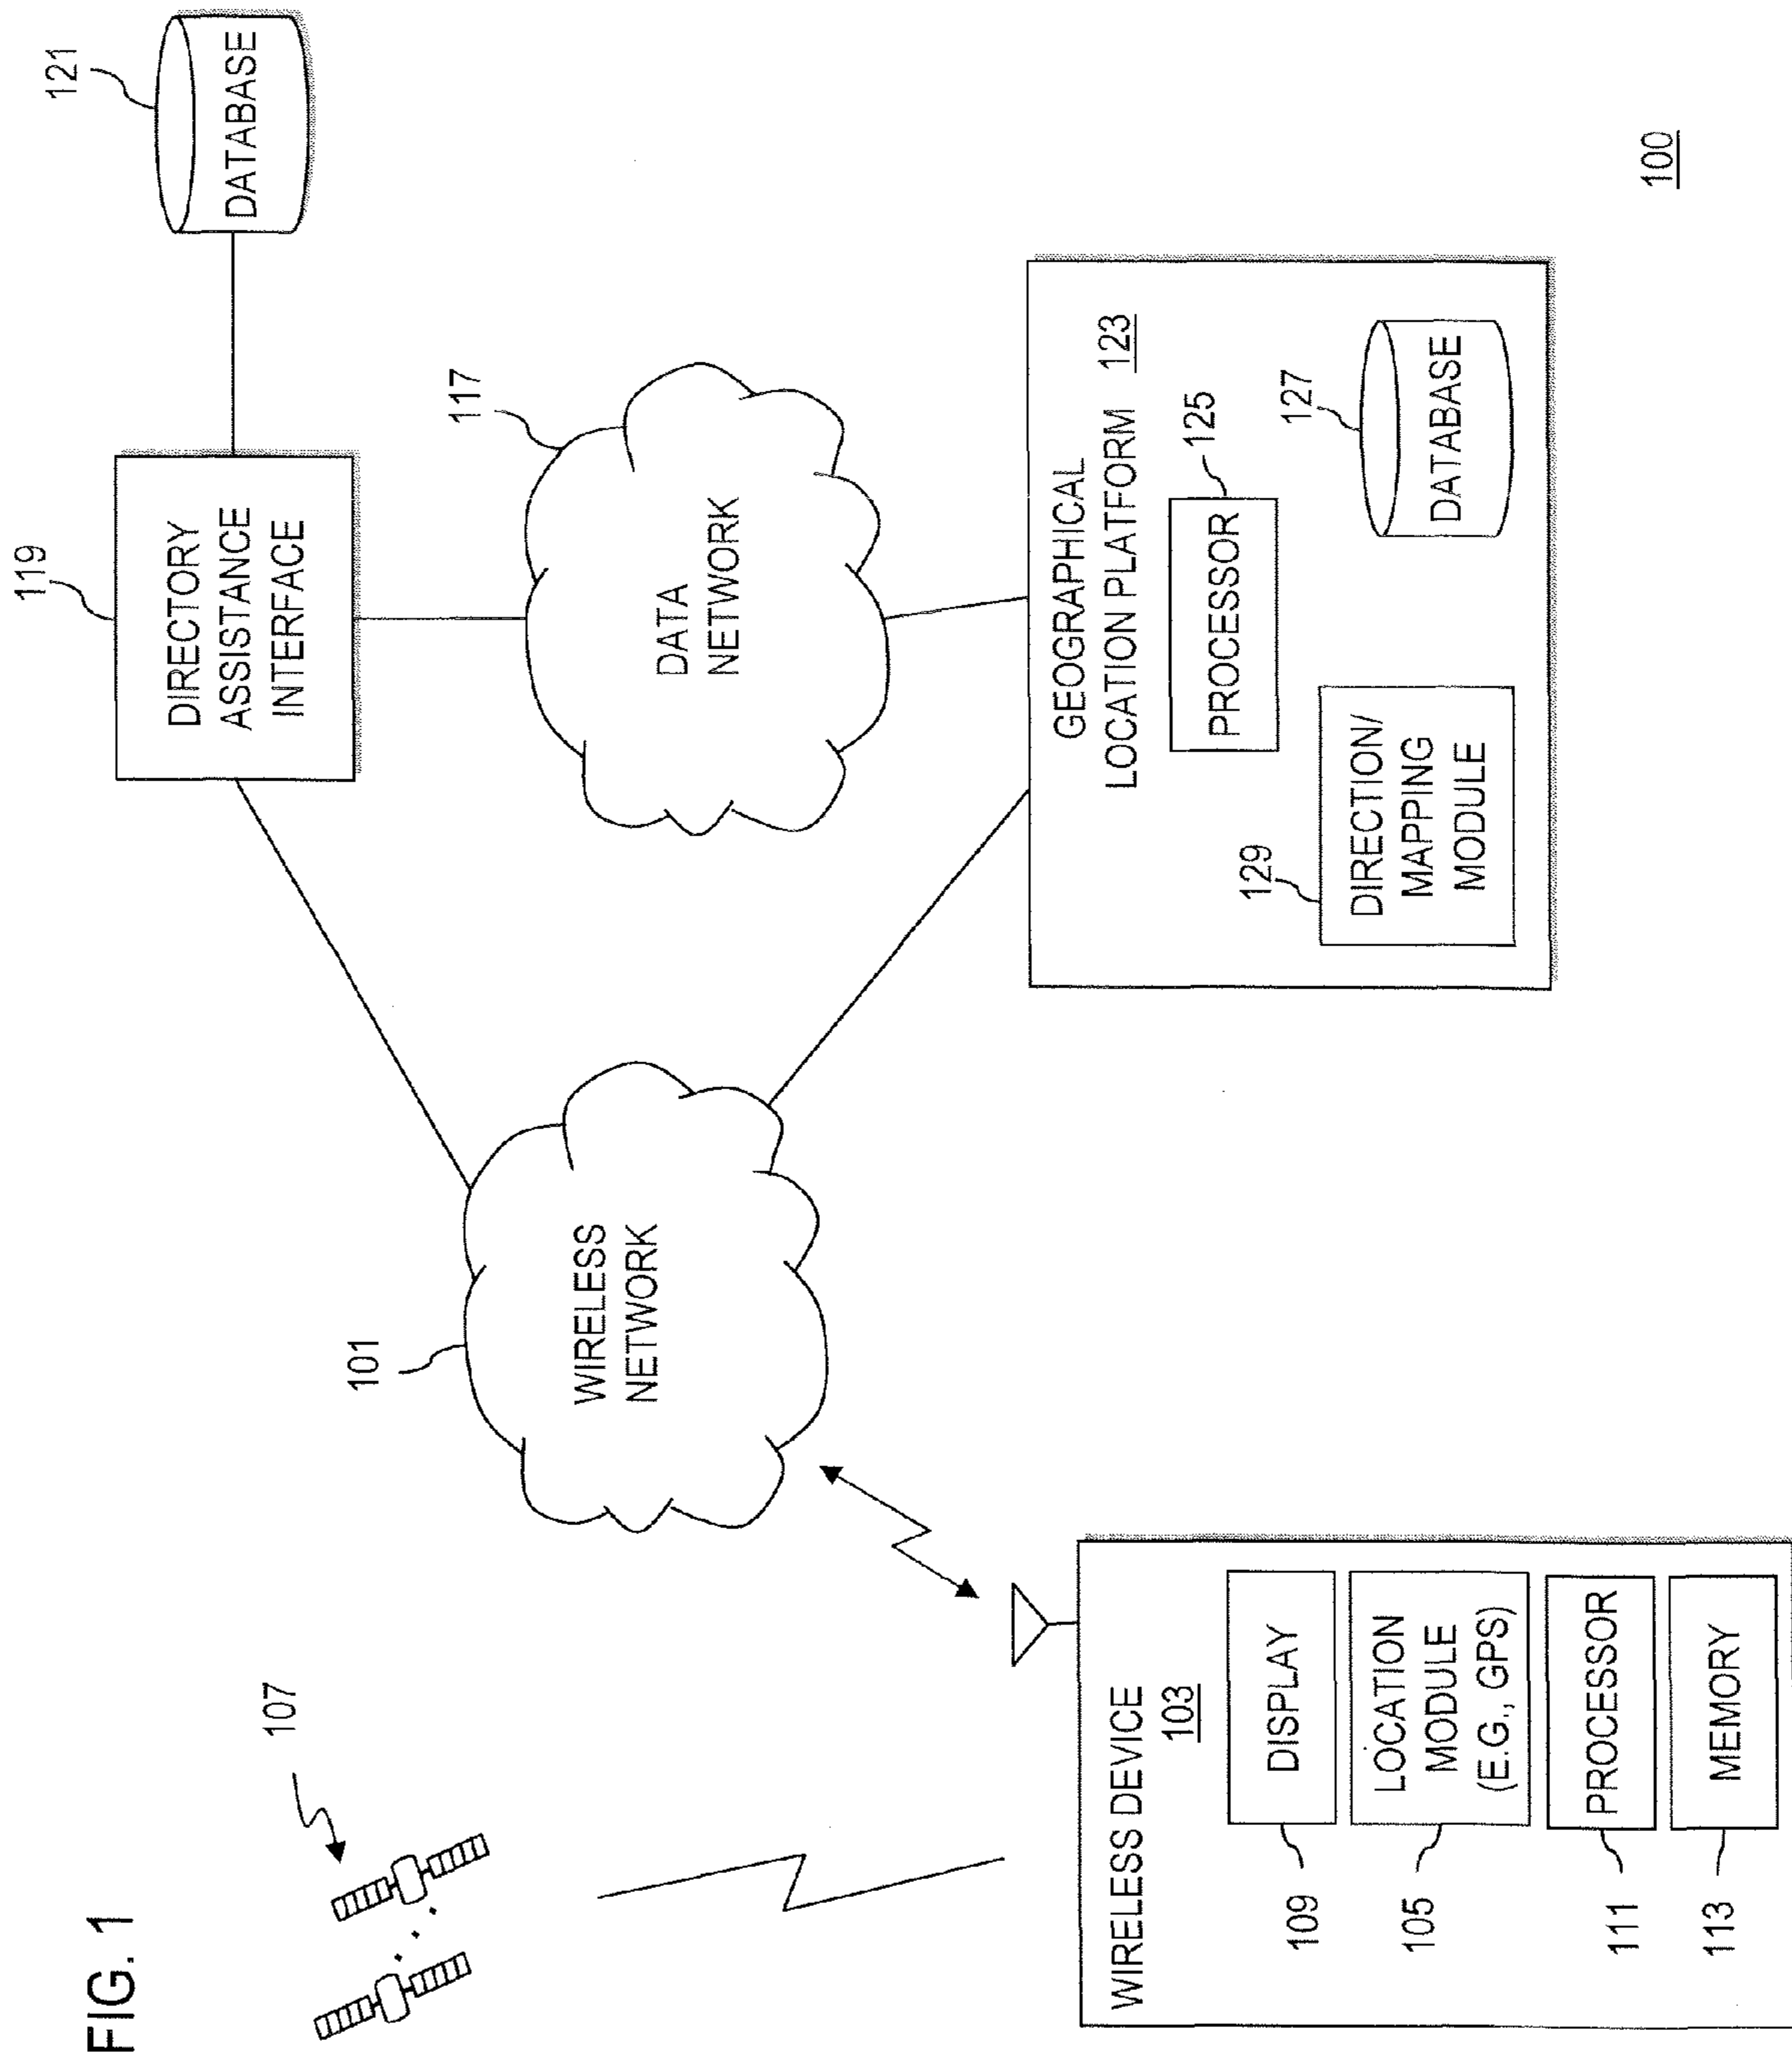 FIG. 1
107
101
119
121
DIRECTORY
ASSISTANCE
INTERFACE
DATABASE
117
WIRELESS
NETWORK
DATA
NETWORK
WIRELESS DEVICE
103
109
DISPLAY
105
LOCATION
MODULE
(E.G., GPS)
111
PROCESSOR
113
MEMORY
GEOGRAPHICAL
LOCATION PLATFORM 123
PROCESSOR
125
129
DIRECTION/
MAPPING
MODULE
127
DATABASE
100